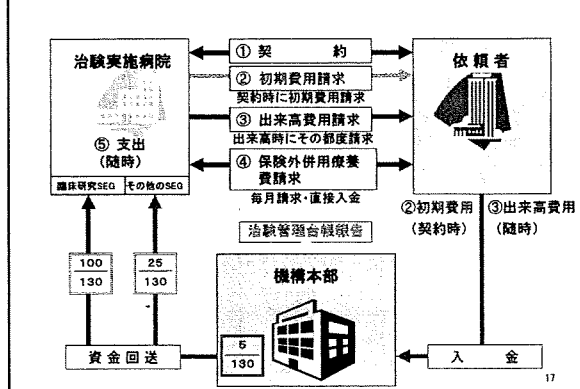 治験実施病院
⑤ 支出
(随時)
臨床研究SEG
その他のSEG
① 契 約
② 初期費用請求
契約時に初期費用請求
③ 出来高費用請求
出来高時にその都度請求
④ 保険外併用療養
費請求
毎月請求・直接入金
治験管理台帳報告
依頼者
②初期費用
(契約時)
③出来高費用
(随時)
100
130
25
130
機構本部
5
130
資金回送
入 金
17